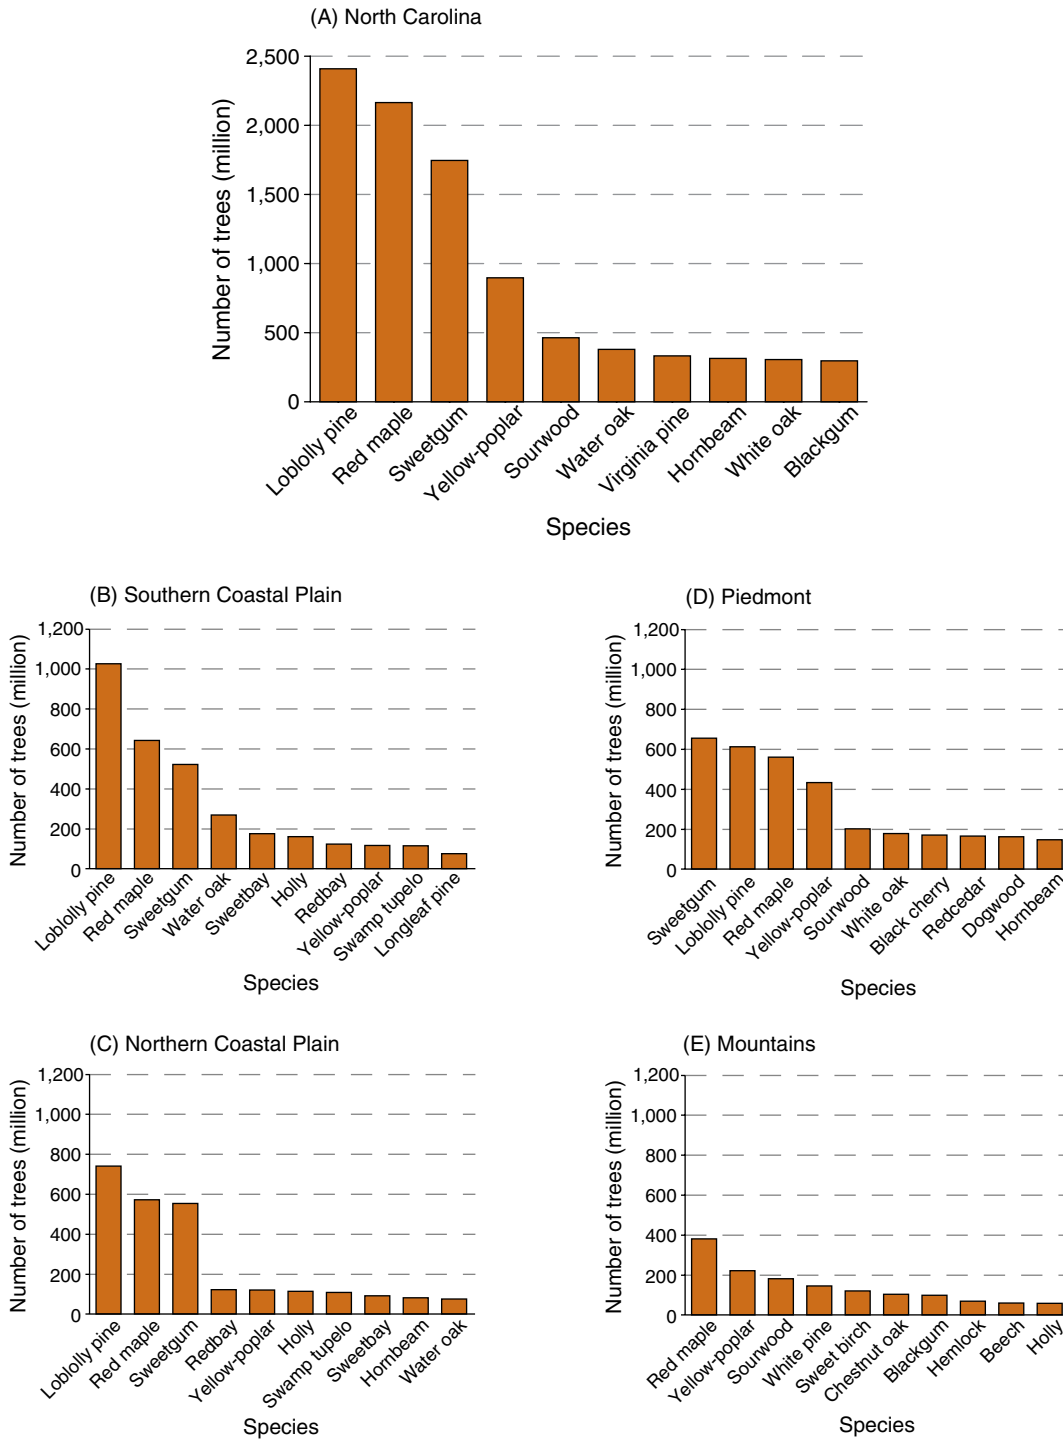 (A) North Carolina
Number of trees (million)
2,500
2,000
1,500
1,000
500
0
Loblolly pine
Red maple
Sweetgum
Yellow-poplar
Sourwood
Water oak
Virginia pine
Hornbeam
White oak
Blackgum
Species
(B) Southern Coastal Plain
Number of trees (million)
1,200
1,000
800
600
400
200
0
Loblolly pine
Red maple
Sweetgum
Water oak
Sweetbay
Holly
Redbay
Yellow-poplar
Swamp tupelo
Longleaf pine
Species
(D) Piedmont
Number of trees (million)
1,200
1,000
800
600
400
200
0
Sweetgum
Loblolly pine
Red maple
Yellow-poplar
Sourwood
White oak
Black cherry
Redcedar
Dogwood
Hornbeam
Species
(C) Northern Coastal Plain
Number of trees (million)
1,200
1,000
800
600
400
200
0
Loblolly pine
Red maple
Sweetgum
Redbay
Yellow-poplar
Holly
Swamp tupelo
Sweetbay
Hornbeam
Water oak
Species
(E) Mountains
Number of trees (million)
1,200
1,000
800
600
400
200
0
Red maple
Yellow-poplar
Sourwood
White pine
Sweet birch
Chestnut oak
Blackgum
Hemlock
Beech
Holly
Species